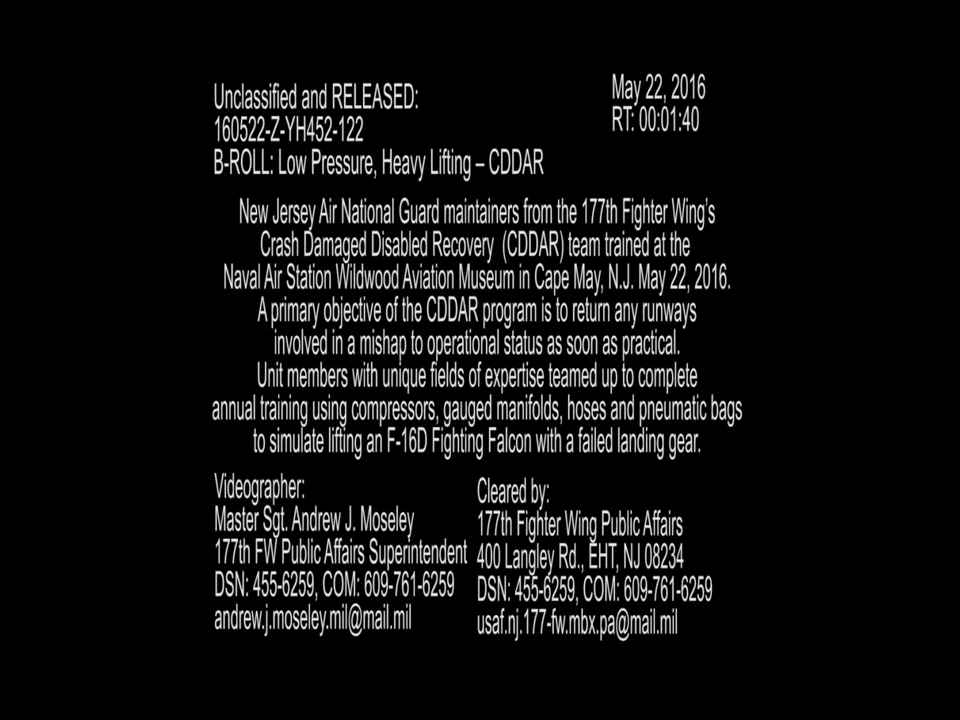 Unclassified and RELEASED:
160522-Z-YH452-122
B-ROLL: Low Pressure, Heavy Lifting – CDDAR
May 22, 2016
RT: 00:01:40
New Jersey Air National Guard maintainers from the 177th Fighter Wing's
Crash Damaged Disabled Recovery (CDDAR) team trained at the
Naval Air Station Wildwood Aviation Museum in Cape May, N.J. May 22, 2016.
A primary objective of the CDDAR program is to return any runways
involved in a mishap to operational status as soon as practical.
Unit members with unique fields of expertise teamed up to complete
annual training using compressors, gauged manifolds, hoses and pneumatic bags
to simulate lifting an F-16D Fighting Falcon with a failed landing gear.
Videographer:
Master Sgt. Andrew J. Moseley
177th FW Public Affairs Superintendent
DSN: 455-6259, COM: 609-761-6259
andrew.j.moseley.mil@mail.mil
Cleared by:
177th Fighter Wing Public Affairs
400 Langley Rd., EHT, NJ 08234
DSN: 455-6259, COM: 609-761-6259
usaf.nj.177-fw.mbx.pa@mail.mil